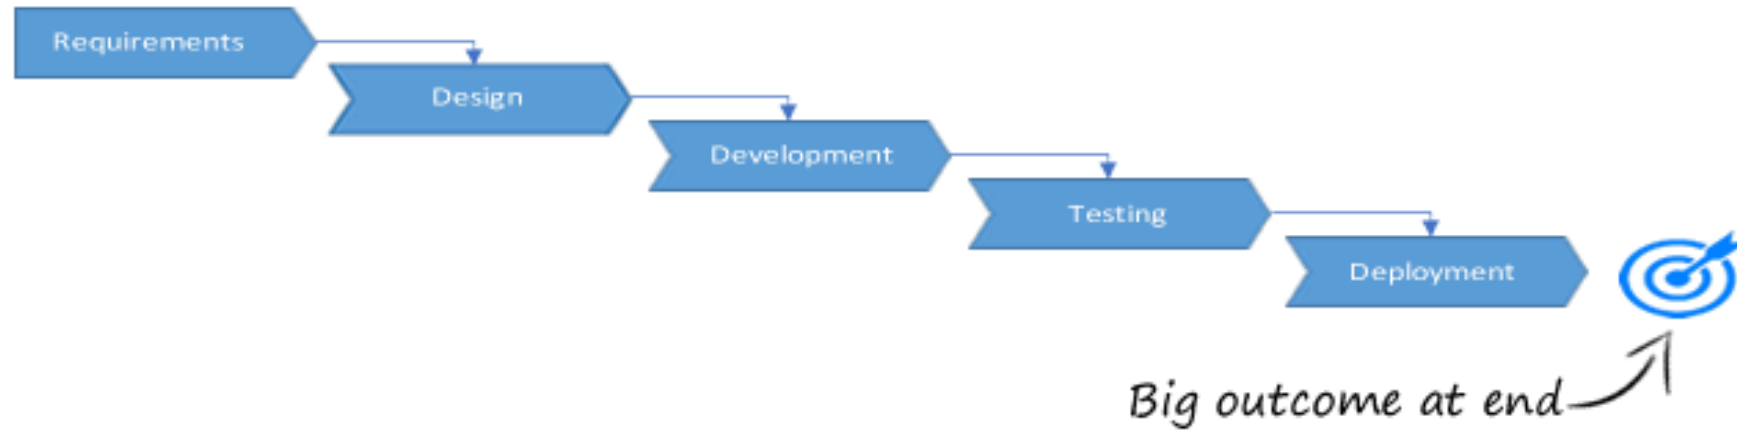 Requirements
Design
Development
Testing
Deployment
Big outcome at end